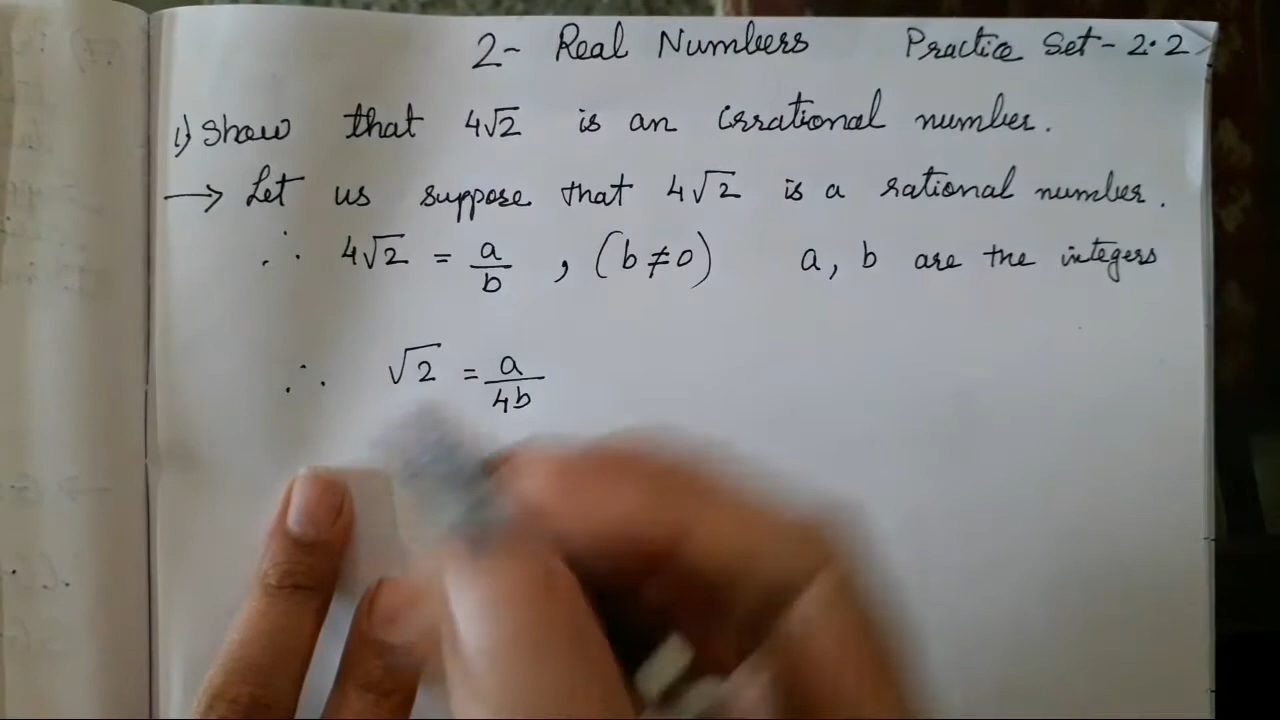 2- Real Numbers Practice Set - 2.2
1) Show that 4√2 is an irrational number.
→ Let us suppose that 4√2 is a rational number.
∴ 4√2 = a/b , (b≠0) a, b are the integers
∴ √2 = a/4b